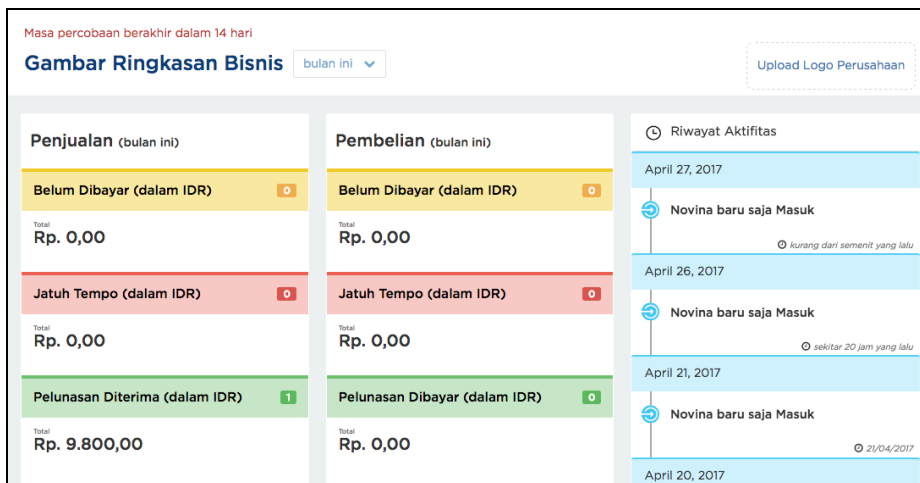 Masa percobaan berakhir dalam 14 hari
Gambar Ringkasan Bisnis
bulan ini
Upload Logo Perusahaan
Penjualan (bulan ini)
Belum Dibayar (dalam IDR) 0
Total
Rp. 0,00
Jatuh Tempo (dalam IDR) 0
Total
Rp. 0,00
Pelunasan Diterima (dalam IDR) 1
Total
Rp. 9.800,00
Pembelian (bulan ini)
Belum Dibayar (dalam IDR) 0
Total
Rp. 0,00
Jatuh Tempo (dalam IDR) 0
Total
Rp. 0,00
Pelunasan Dibayar (dalam IDR) 0
Total
Rp. 0,00
Riwayat Aktifitas
April 27, 2017
Novina baru saja Masuk
kurang dari semenit yang lalu
April 26, 2017
Novina baru saja Masuk
sekitar 20 jam yang lalu
April 21, 2017
Novina baru saja Masuk
21/04/2017
April 20, 2017